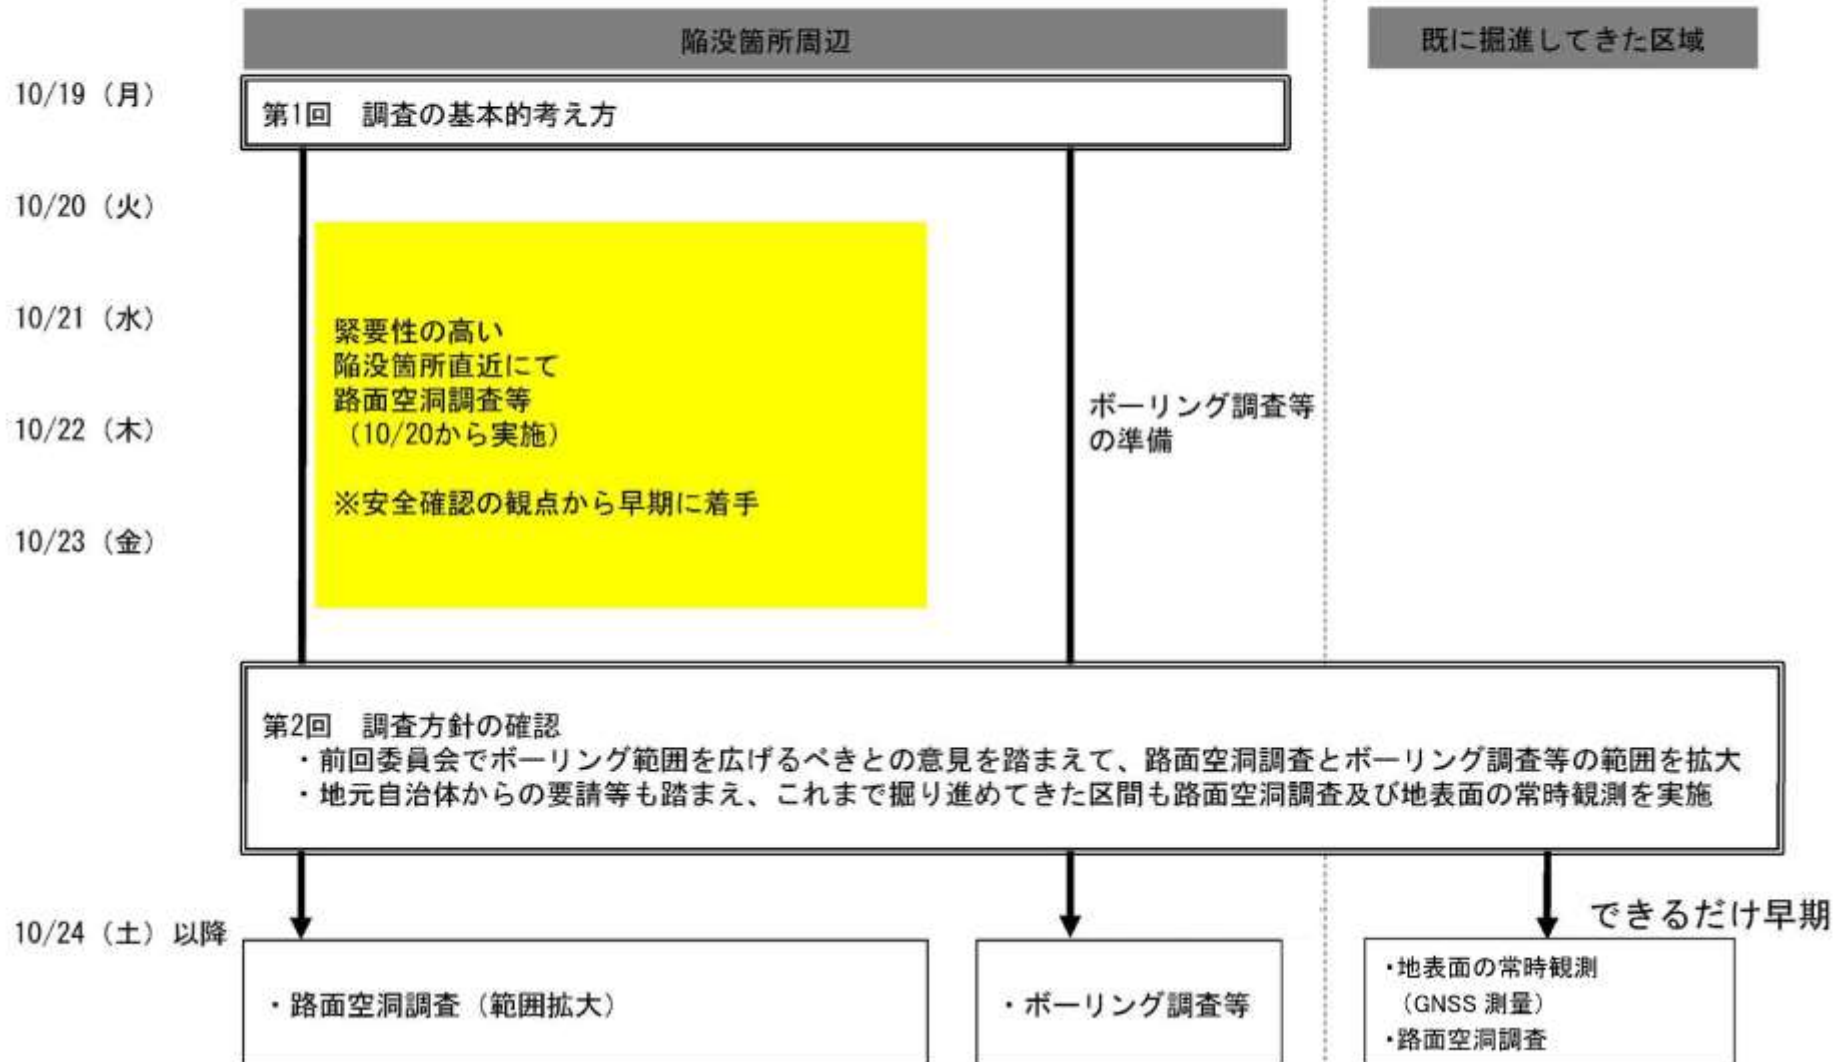 陥没箇所周辺
既に掘進してきた区域
10/19（月）
第1回　調査の基本的考え方
10/20（火）
10/21（水）
緊要性の高い
陥没箇所直近にて
路面空洞調査等
（10/20から実施）
※安全確認の観点から早期に着手
ボーリング調査等
の準備
10/22（木）
10/23（金）
第2回　調査方針の確認
・前回委員会でボーリング範囲を広げるべきとの意見を踏まえて、路面空洞調査とボーリング調査等の範囲を拡大
・地元自治体からの要請等も踏まえ、これまで掘り進めてきた区間も路面空洞調査及び地表面の常時観測を実施
できるだけ早期
10/24（土）以降
・路面空洞調査（範囲拡大）
・ボーリング調査等
・地表面の常時観測
（GNSS 測量）
・路面空洞調査